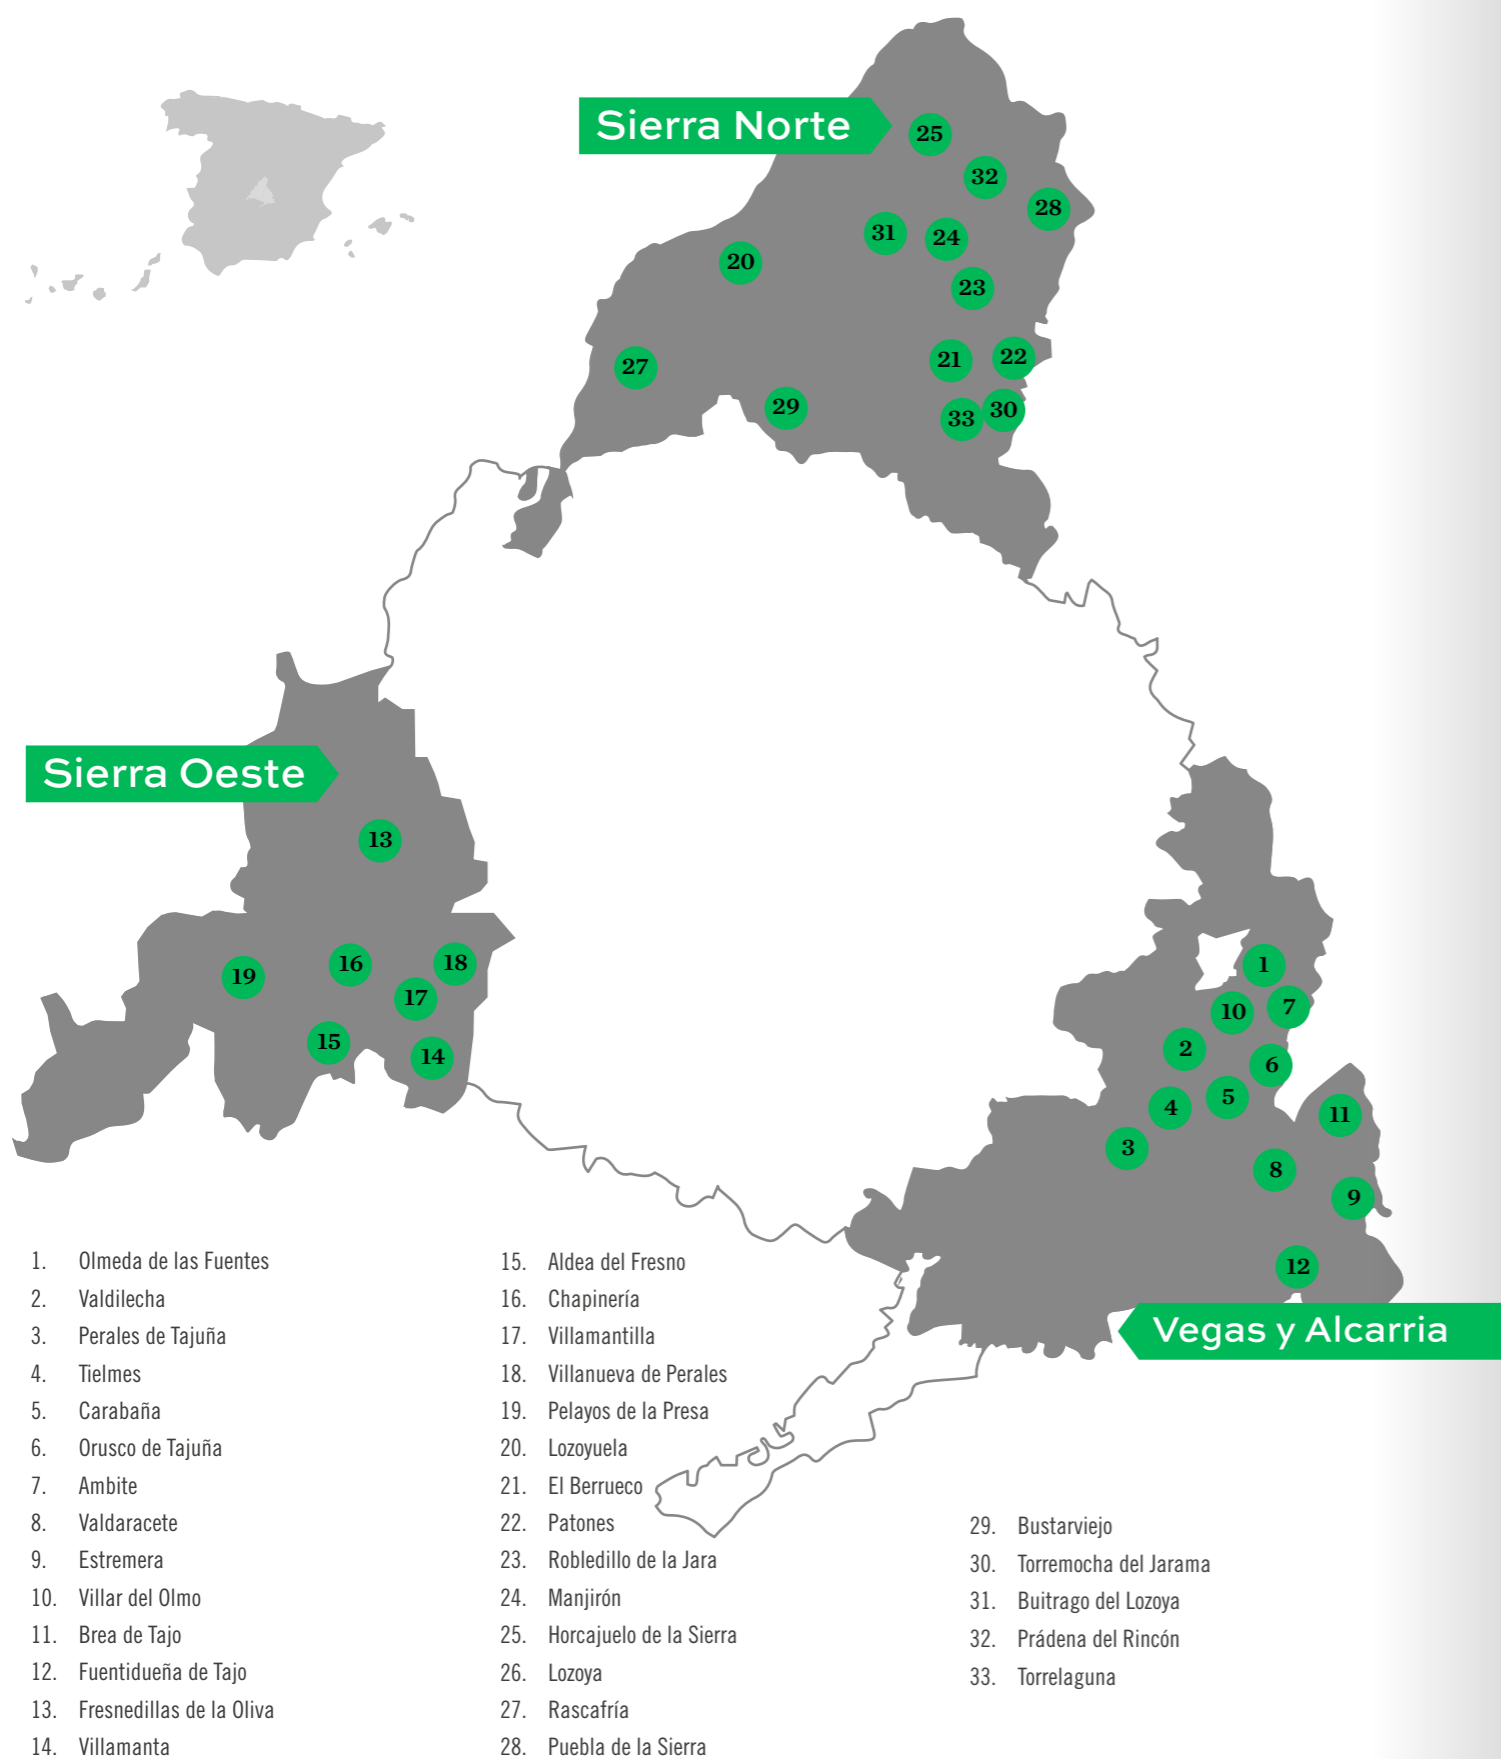 Sierra Norte
25
32
28
31
24
20
23
27
21
22
29
33
30
Sierra Oeste
13
19
16
18
17
15
14
1
10
7
2
6
5
4
11
3
8
9
12
Vegas y Alcarria
1. Olmeda de las Fuentes
2. Valdilecha
3. Perales de Tajuña
4. Tielmes
5. Carabaña
6. Orusco de Tajuña
7. Ambite
8. Valdaracete
9. Estremera
10. Villar del Olmo
11. Brea de Tajo
12. Fuentidueña de Tajo
13. Fresnedillas de la Oliva
14. Villamanta
15. Aldea del Fresno
16. Chapinería
17. Villamantilla
18. Villanueva de Perales
19. Pelayos de la Presa
20. Lozoyuela
21. El Berrueco
22. Patones
23. Robledillo de la Jara
24. Manjirón
25. Horcajuelo de la Sierra
26. Lozoya
27. Rascafría
28. Puebla de la Sierra
29. Bustarviejo
30. Torremocha del Jarama
31. Buitrago del Lozoya
32. Prádena del Rincón
33. Torrelaguna